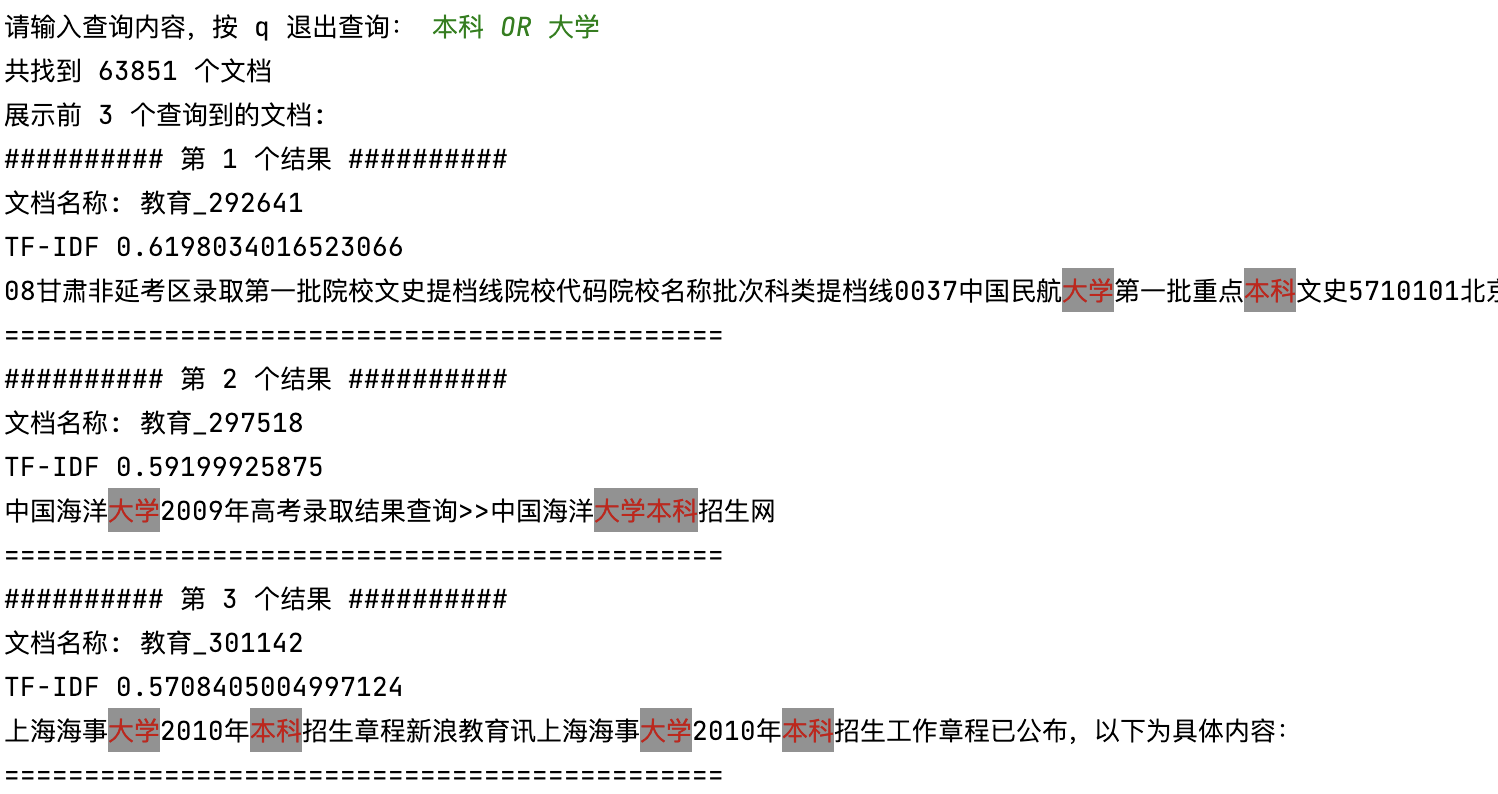 请输入查询内容，按 q 退出查询： 本科 OR 大学
共找到 63851 个文档
展示前 3 个查询到的文档：
########## 第 1 个结果 ##########
文档名称： 教育_292641
TF-IDF 0.6198034016523066
08甘肃非延考区录取第一批院校文史提档线院校代码院校名称批次科类提档线0037中国民航大学第一批重点本科文史5710101北京
=============================================
########## 第 2 个结果 ##########
文档名称： 教育_297518
TF-IDF 0.59199925875
中国海洋大学2009年高考录取结果查询>>中国海洋大学本科招生网
=============================================
########## 第 3 个结果 ##########
文档名称： 教育_301142
TF-IDF 0.5708405004997124
上海海事大学2010年本科招生章程新浪教育讯上海海事大学2010年本科招生工作章程已公布，以下为具体内容：
=============================================